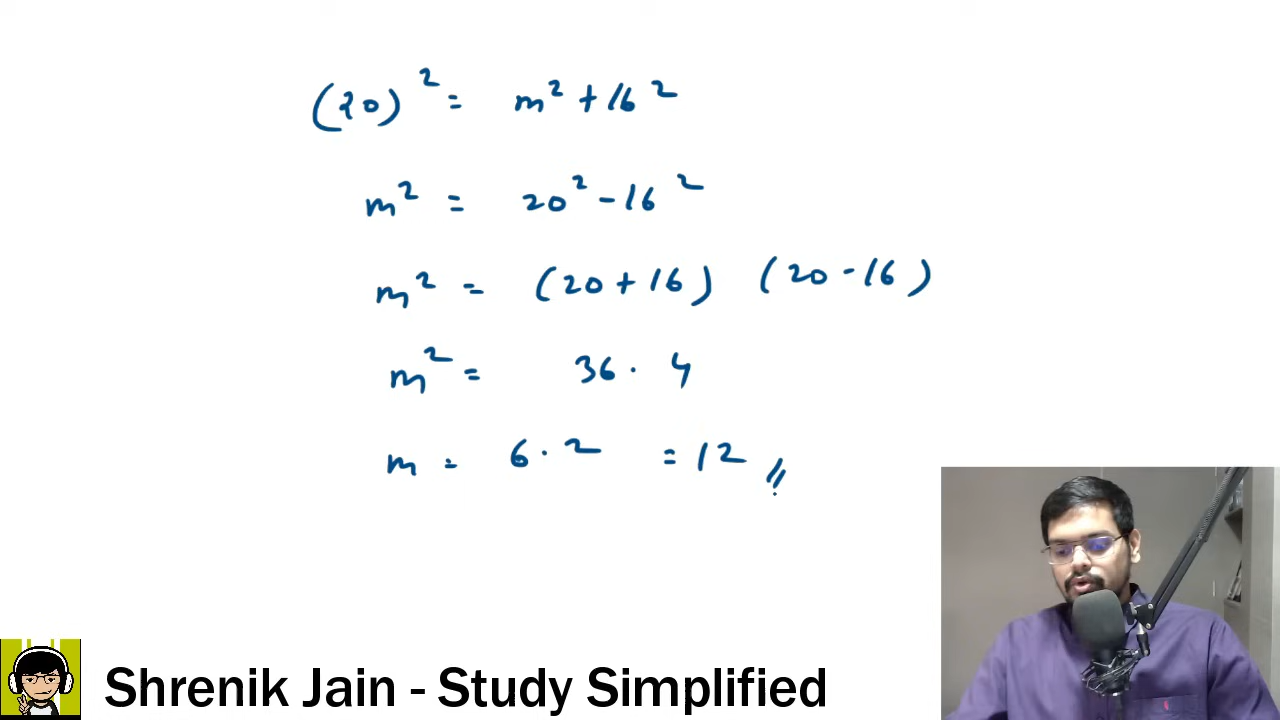 (20)² = m² + 16²
m² = 20² - 16²
m² = (20 + 16) (20 - 16)
m² = 36 · 4
m = 6 · 2 = 12 //
Shrenik Jain - Study Simplified